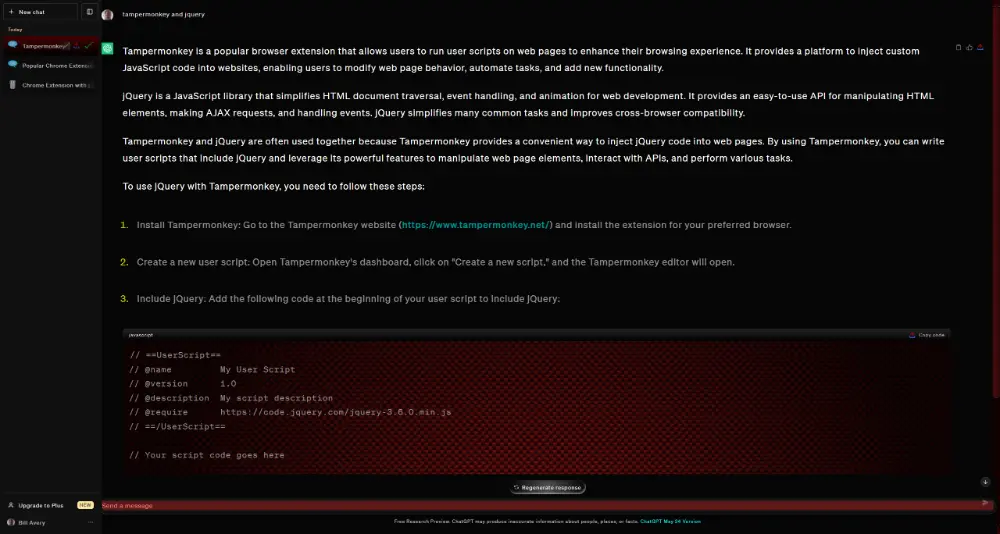 New chat
Today
Tampermonkey
Popular Chrome Extens
Chrome Extension with
Upgrade to Plus
NEW
Bill Avery
tampermonkey and jquery
Tampermonkey is a popular browser extension that allows users to run user scripts on web pages to enhance their browsing experience. It provides a platform to inject custom
JavaScript code into websites, enabling users to modify web page behavior, automate tasks, and add new functionality.
jQuery is a JavaScript library that simplifies HTML document traversal, event handling, and animation for web development. It provides an easy-to-use API for manipulating HTML
elements, making AJAX requests, and handling events. jQuery simplifies many common tasks and improves cross-browser compatibility.
Tampermonkey and jQuery are often used together because Tampermonkey provides a convenient way to inject jQuery code into web pages. By using Tampermonkey, you can write
user scripts that include jQuery and leverage its powerful features to manipulate web page elements, interact with APIs, and perform various tasks.
To use jQuery with Tampermonkey, you need to follow these steps:
1. Install Tampermonkey: Go to the Tampermonkey website (https://www.tampermonkey.net/) and install the extension for your preferred browser.
2. Create a new user script: Open Tampermonkey's dashboard, click on "Create a new script," and the Tampermonkey editor will open.
3. Include jQuery: Add the following code at the beginning of your user script to include jQuery:
javascript
Copy code
// ==UserScript==
// @name My User Script
// @version 1.0
// @description My script description
// @require https://code.jquery.com/jquery-3.6.0.min.js
// ==/UserScript==
// Your script code goes here
Regenerate response
Send a message
Free Research Preview. ChatGPT may produce inaccurate information about people, places, or facts. ChatGPT May 24 Version